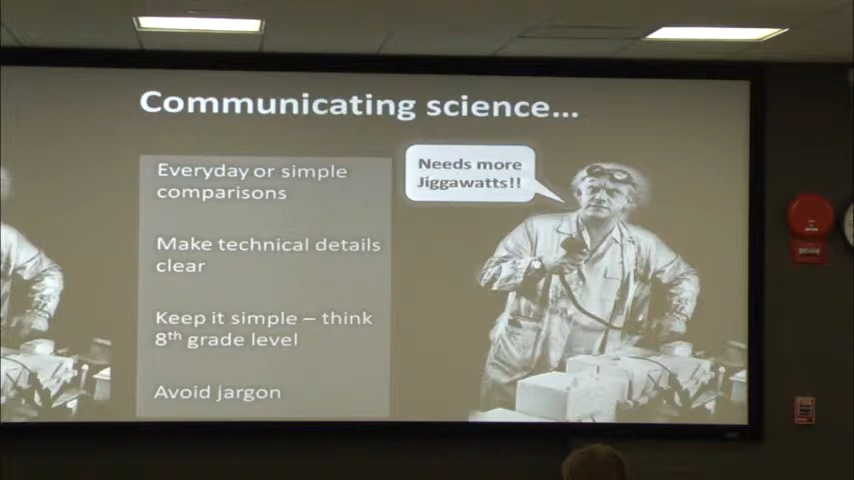 Communicating science...
Needs more
Jiggawatts!!
Everyday or simple
comparisons
Make technical details
clear
Keep it simple – think
8th grade level
Avoid jargon